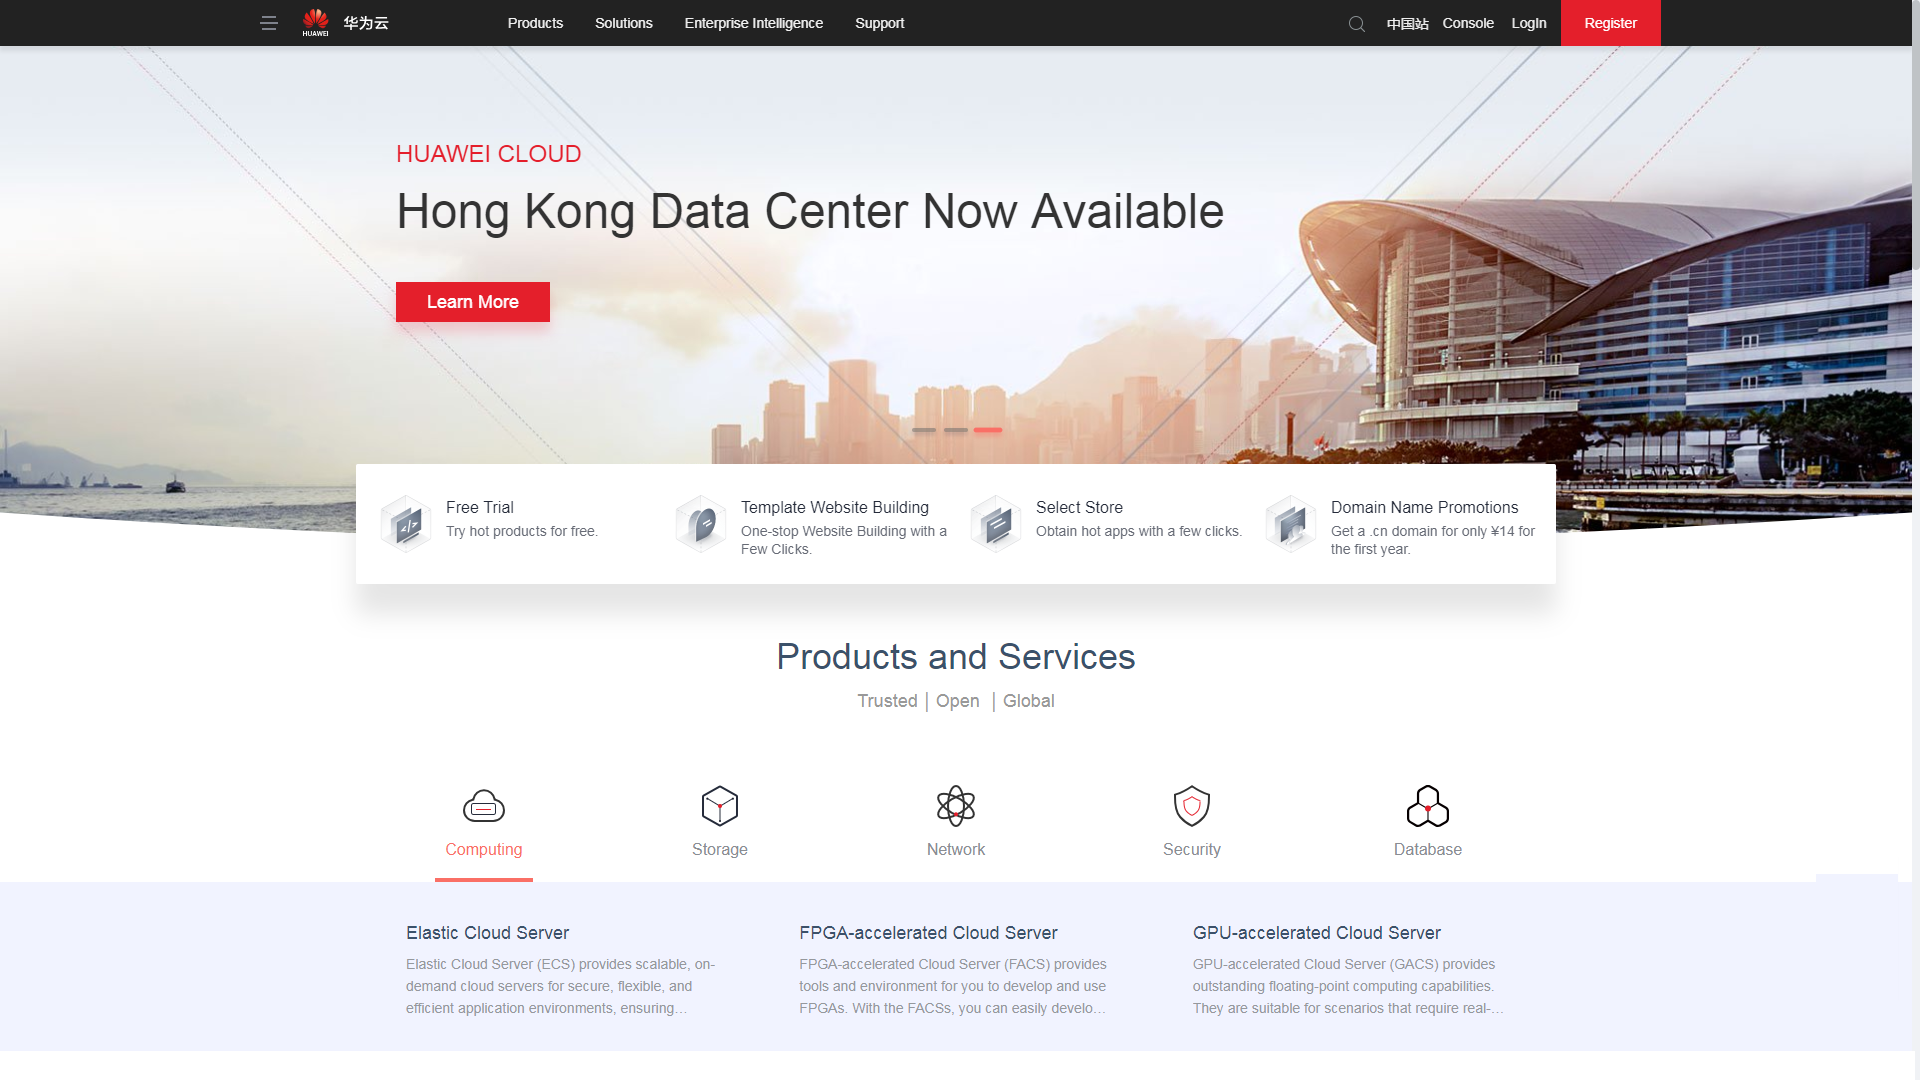 HUAWEI
华为云
Products
Solutions
Enterprise Intelligence
Support
中国站
Console
LogIn
Register
HUAWEI CLOUD
Hong Kong Data Center Now Available
Learn More
Free Trial
Try hot products for free.
Template Website Building
One-stop Website Building with a
Few Clicks.
Select Store
Obtain hot apps with a few clicks.
Domain Name Promotions
Get a .cn domain for only ¥14 for
the first year.
Products and Services
Trusted │ Open │ Global
Computing
Storage
Network
Security
Database
Elastic Cloud Server
Elastic Cloud Server (ECS) provides scalable, on-
demand cloud servers for secure, flexible, and
efficient application environments, ensuring…
FPGA-accelerated Cloud Server
FPGA-accelerated Cloud Server (FACS) provides
tools and environment for you to develop and use
FPGAs. With the FACSs, you can easily develo…
GPU-accelerated Cloud Server
GPU-accelerated Cloud Server (GACS) provides
outstanding floating-point computing capabilities.
They are suitable for scenarios that require real-…